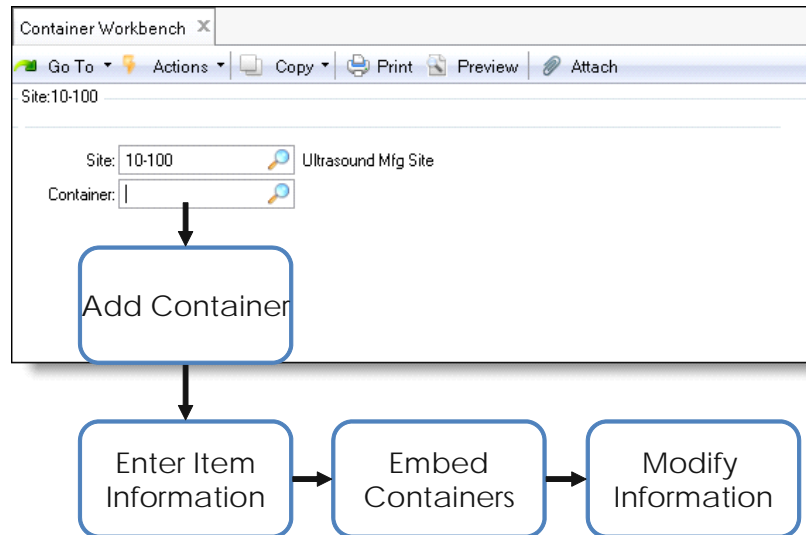 Container Workbench
Go To Actions Copy Print Preview Attach
Site:10-100
Site: 10-100 Ultrasound Mfg Site
Container:
Add Container
Enter Item Information
Embed Containers
Modify Information